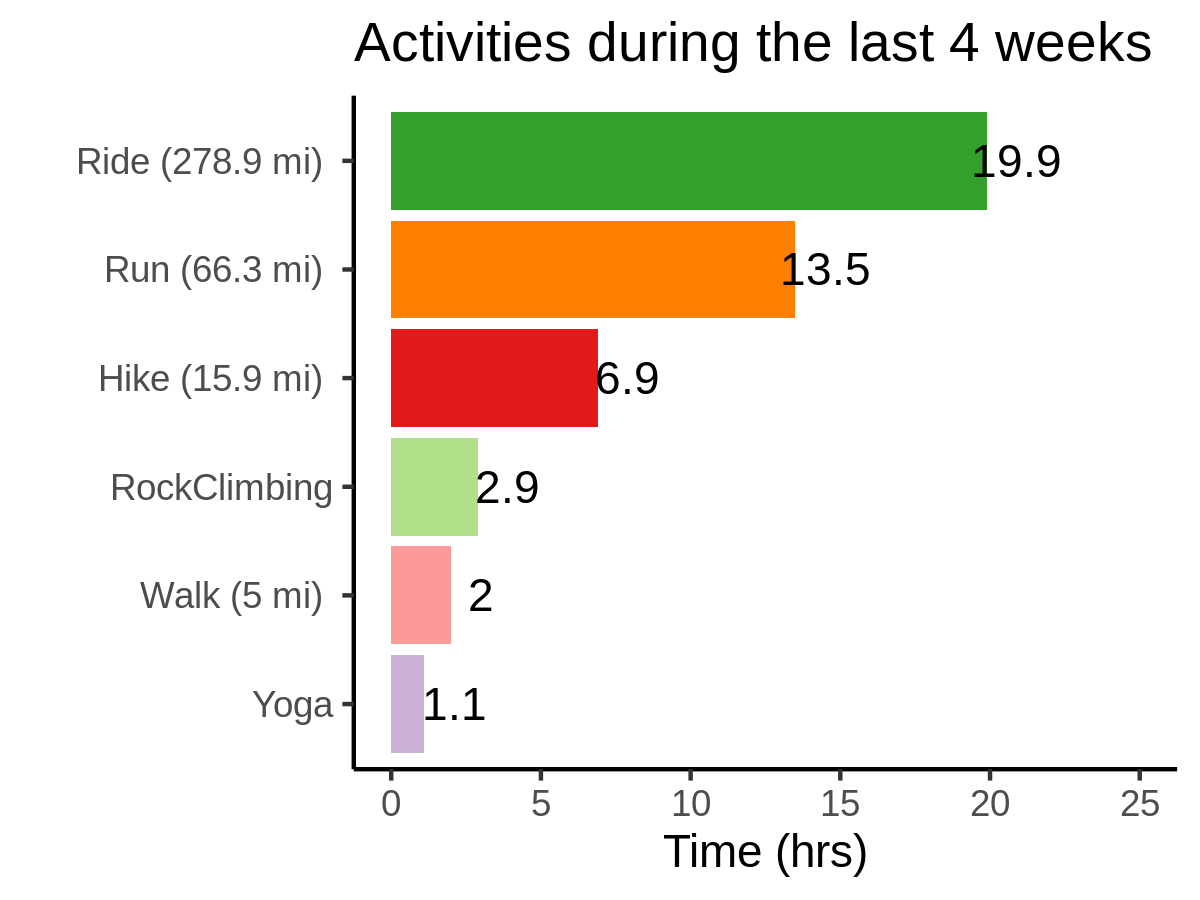 Activities during the last 4 weeks
Ride (278.9 mi) 19.9
Run (66.3 mi) 13.5
Hike (15.9 mi) 6.9
RockClimbing 2.9
Walk (5 mi) 2
Yoga 1.1
0 5 10 15 20 25
Time (hrs)